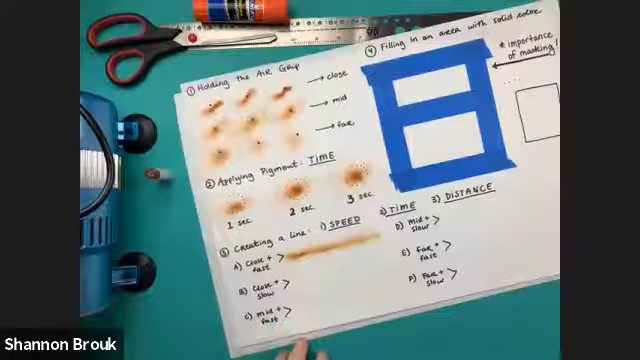 ① Holding the Air Grip
→ close
→ mid
→ far
② Applying Pigment: TIME
1 sec.
2 sec.
3 sec.
③ Creating a line: 1) SPEED 2) TIME 3) DISTANCE
A) Close + fast >
B) Close + slow >
C) mid + fast >
D) mid + slow >
E) far + fast >
F) Far + slow >
④ Filling in an area with solid
* importance
of masking!
Shannon Brouk